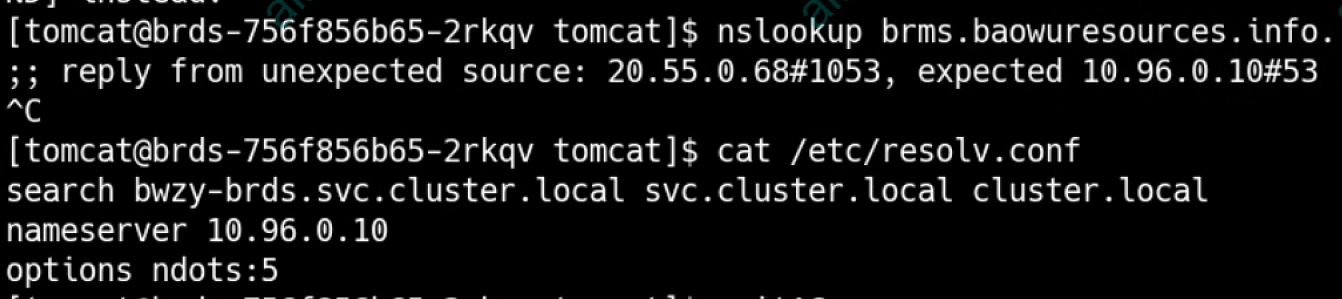 [tomcat@brds-756f856b65-2rkqv tomcat]$ nslookup brms.baowuresources.info.
;; reply from unexpected source: 20.55.0.68#1053, expected 10.96.0.10#53
^C
[tomcat@brds-756f856b65-2rkqv tomcat]$ cat /etc/resolv.conf
search bwzy-brds.svc.cluster.local svc.cluster.local cluster.local
nameserver 10.96.0.10
options ndots:5